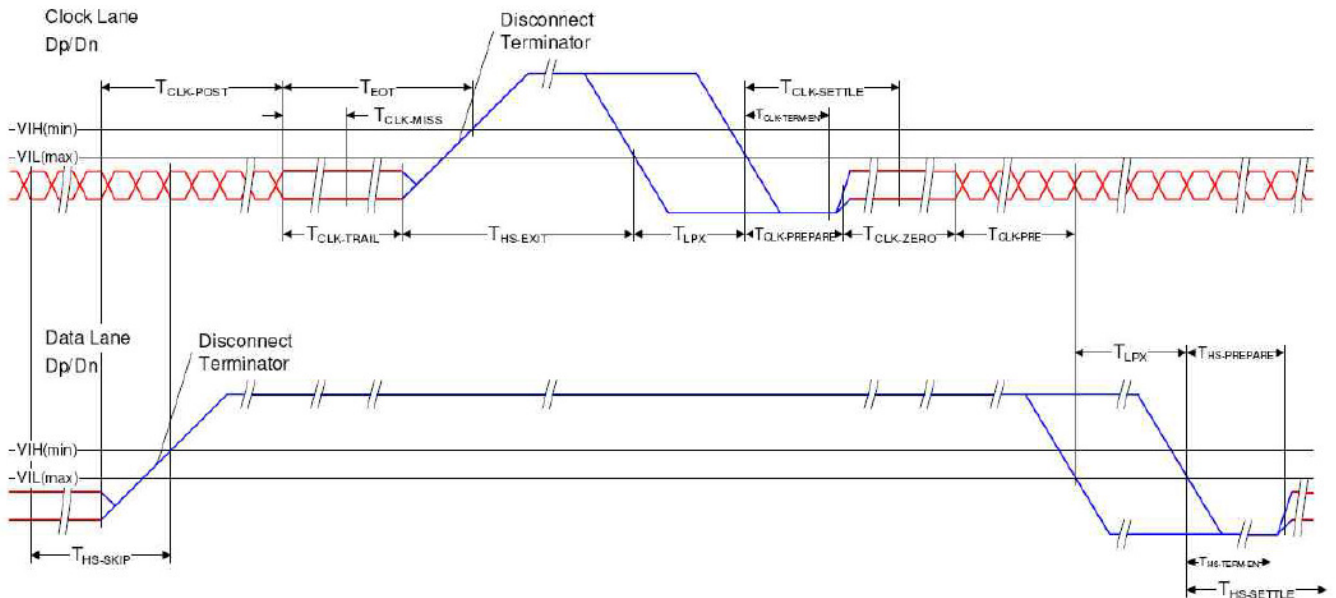 Clock Lane
Dp/Dn
Disconnect
Terminator
TCLK-POST
TEOT
TCLK-SETTLE
TCLK-MISS
TCLK-TERM-EN
VIH(min)
VIL(max)
TCLK-TRAIL
THS-EXIT
TLPX
TCLK-PREPARE
TCLK-ZERO
TCLK-PRE
Data Lane
Dp/Dn
Disconnect
Terminator
TLPX
THS-PREPARE
VIH(min)
VIL(max)
THS-SKIP
THS-TERM-EN
THS-SETTLE